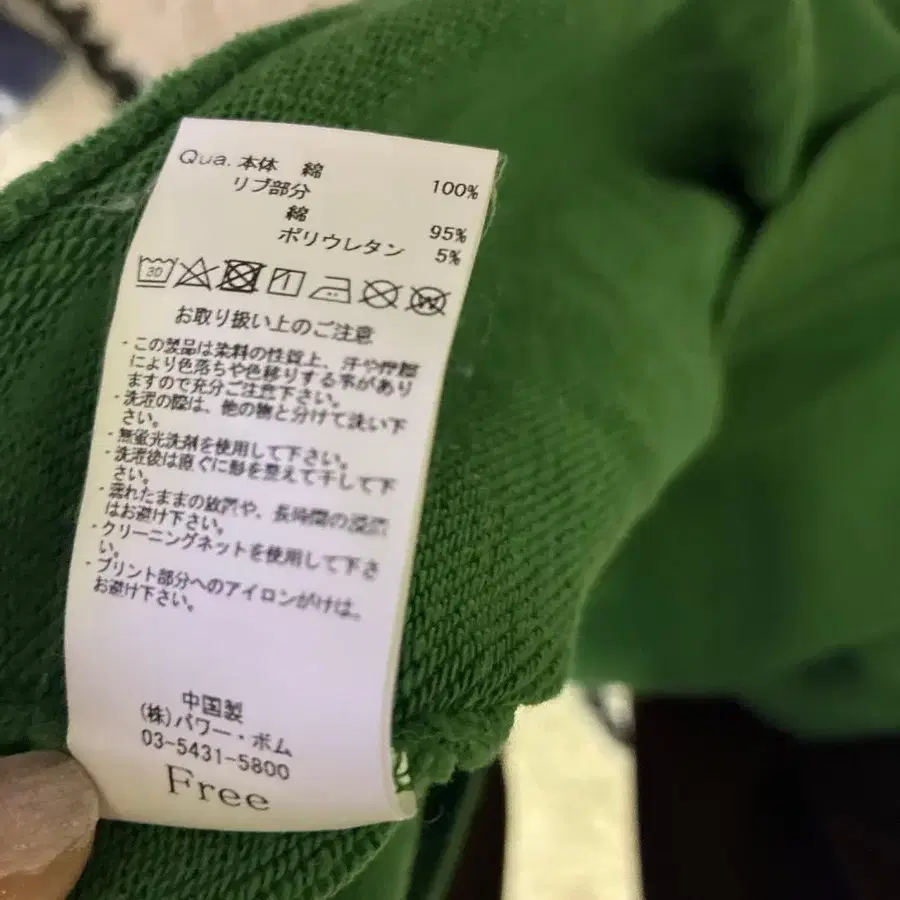 Qua. 本体 綿 100%
リブ部分
綿 95%
ポリウレタン 5%
30
お取り扱い上のご注意
・この製品は染料の性質上、汗や摩擦
により色落ちや色移りする事があり
ますので充分ご注意下さい。
・洗濯の際は、他の物と分けて洗い下
さい。
・無蛍光洗剤を使用して下さい。
・洗濯後は直ぐに形を整えて干して下
さい。
・濡れたままの放置や、長時間の浸漬
はお避け下さい。
・クリーニングネットを使用して下さ
い。
・プリント部分へのアイロンがけは、
お避け下さい。
中国製
(株)パワー・ボム
03-5431-5800
Free